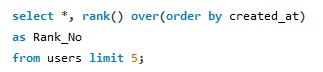 select *, rank() over(order by created_at)
as Rank_No
from users limit 5;